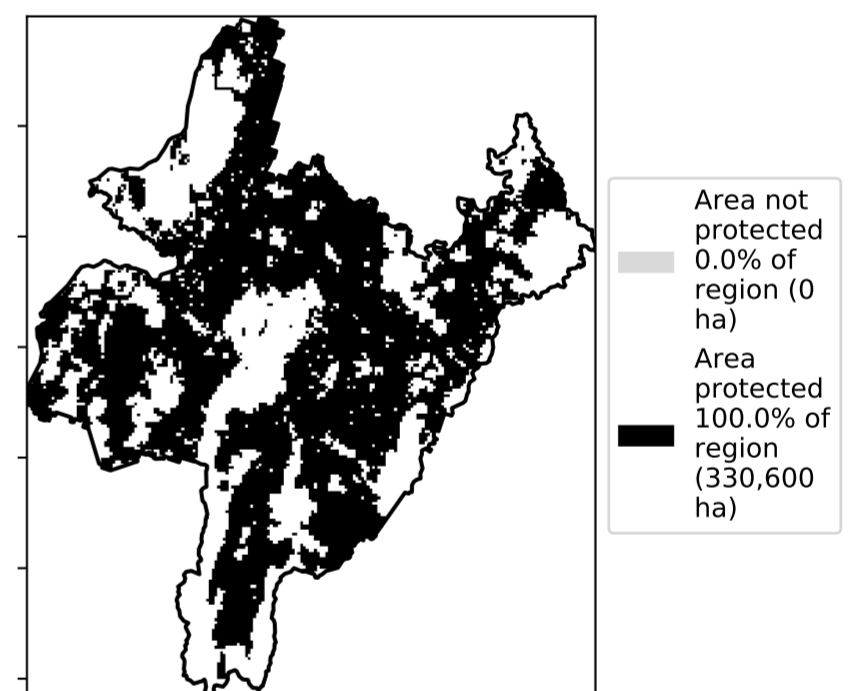 Area not
protected
0.0% of
region (0
ha)
Area
protected
100.0% of
region
(330,600
ha)